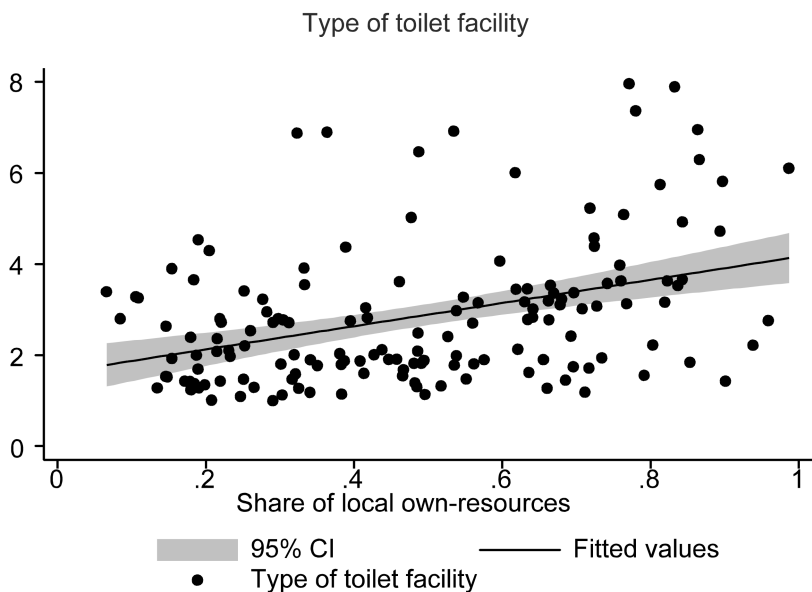 Type of toilet facility
8
6
4
2
0
0 .2 .4 .6 .8 1
Share of local own-resources
95% CI Fitted values
Type of toilet facility